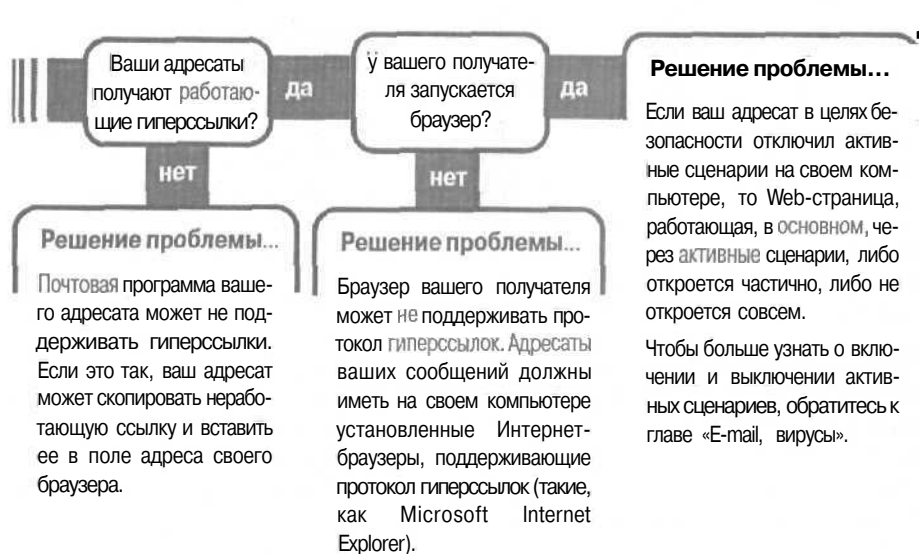 Ваши адресаты
получают работаю-
щие гиперссылки?
да
нет
ÿ вашего получате-
ля запускается
браузер?
да
нет
Решение проблемы...
Почтовая программа ваше-
го адресата может не под-
держивать гиперссылки.
Если это так, ваш адресат
может скопировать нерабо-
тающую ссылку и вставить
ее в поле адреса своего
браузера.
Решение проблемы...
Браузер вашего получателя
может не поддерживать про-
токол гиперссылок. Адресаты
ваших сообщений должны
иметь на своем компьютере
установленные Интернет-
браузеры, поддерживающие
протокол гиперссылок (такие,
как Microsoft Internet
Explorer).
Решение проблемы...
Если ваш адресат в целях бе-
зопасности отключил актив-
ные сценарии на своем ком-
пьютере, то Web-страница,
работающая, в основном, че-
рез активные сценарии, либо
откроется частично, либо не
откроется совсем.
Чтобы больше узнать о вклю-
чении и выключении актив-
ных сценариев, обратитесь к
главе «E-mail, вирусы».